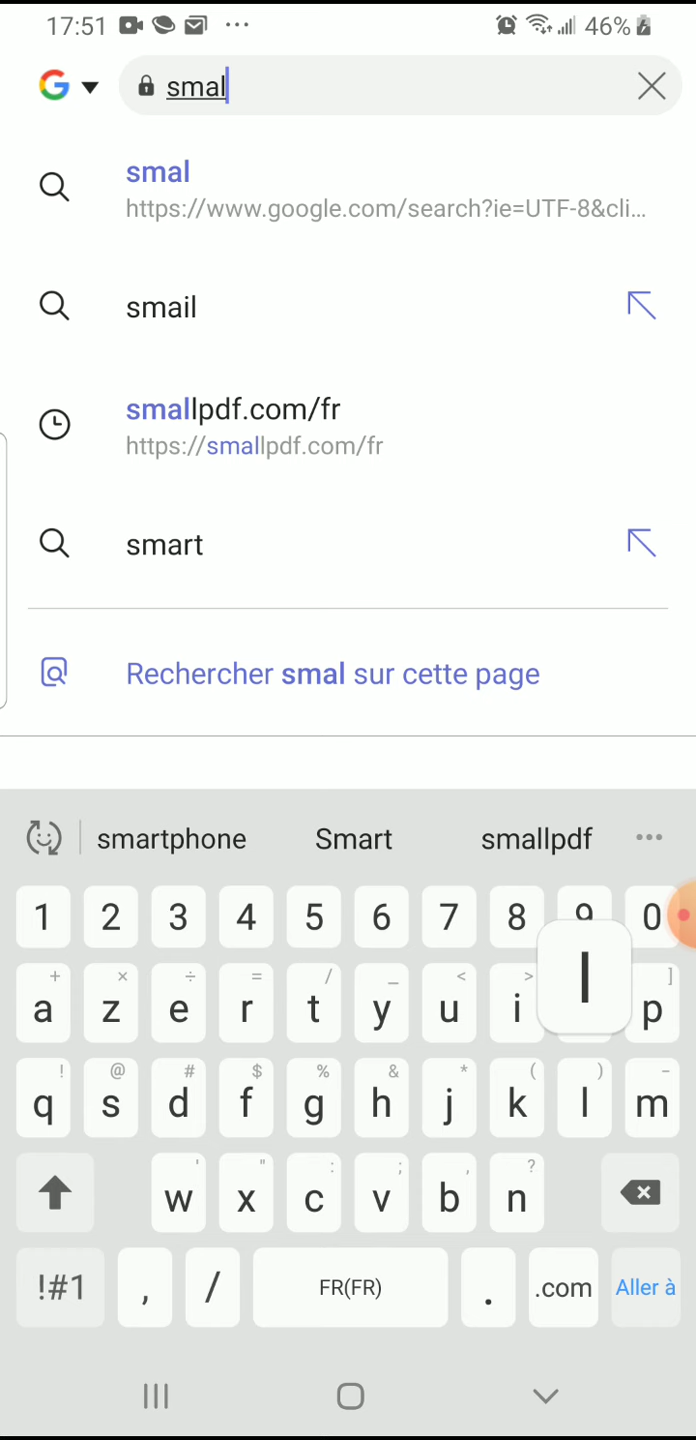 17:51 ... 46%
smal
smal
https://www.google.com/search?ie=UTF-8&cli...
smail
smallpdf.com/fr
https://smallpdf.com/fr
smart
Rechercher smal sur cette page
smartphone Smart smallpdf ...
1 2 3 4 5 6 7 8 9 0
+ × ÷ = / _ < > ]
a z e r t y u i l p
! @ # $ % & * ( ) -
q s d f g h j k l m
' " : ; , ?
w x c v b n
!#1 , / FR(FR) . .com Aller à